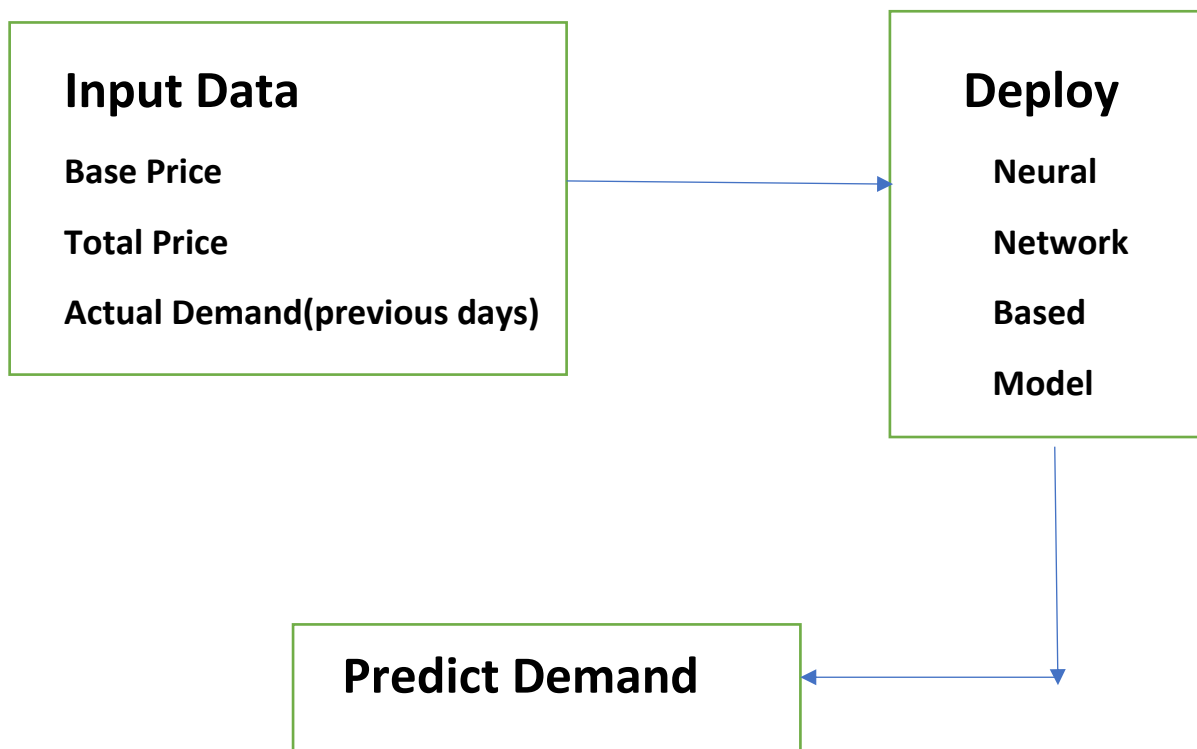 Input Data
Base Price
Total Price
Actual Demand(previous days)
Deploy
Neural
Network
Based
Model
Predict Demand